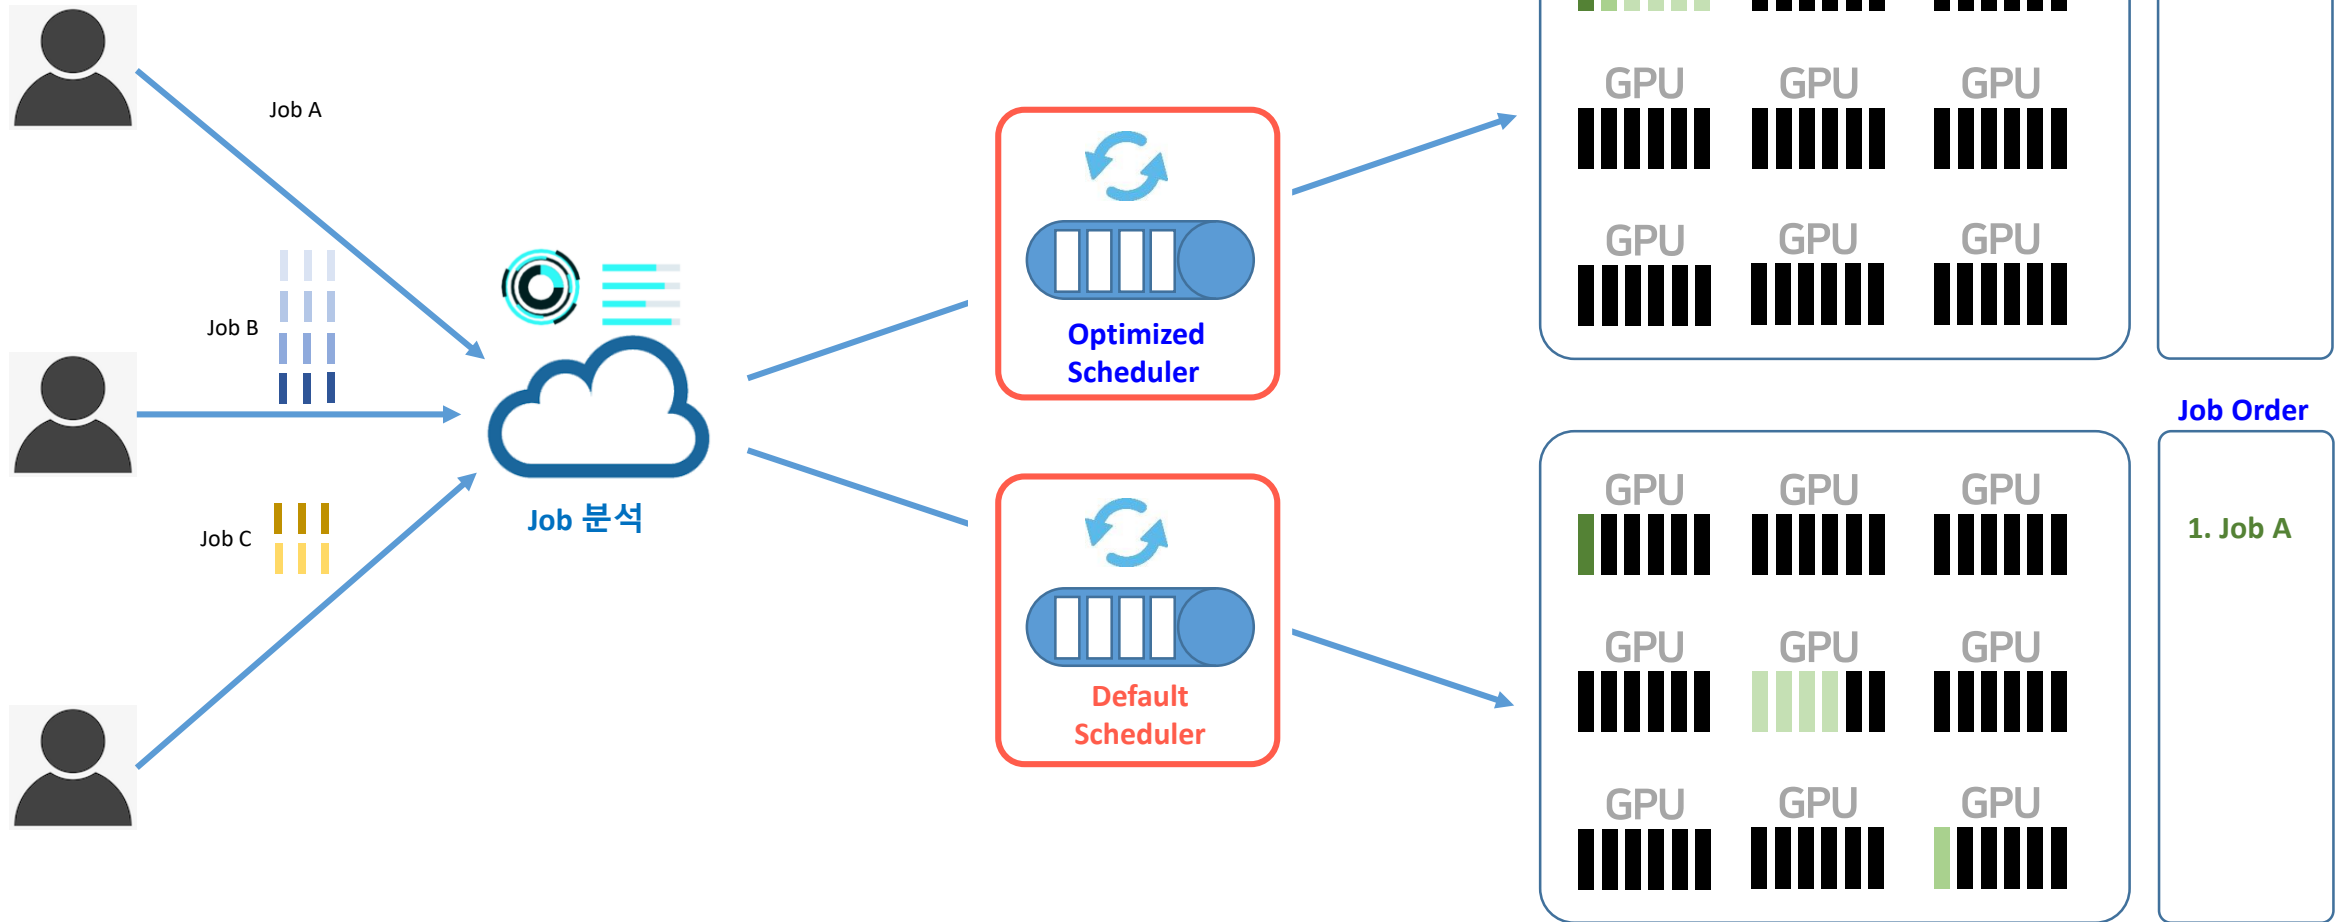 Job A
GPU GPU GPU
GPU GPU GPU
Job B
Optimized
Scheduler
Job Order
Job 분석
Job C
GPU GPU GPU
1. Job A
GPU GPU GPU
Default
Scheduler
GPU GPU GPU